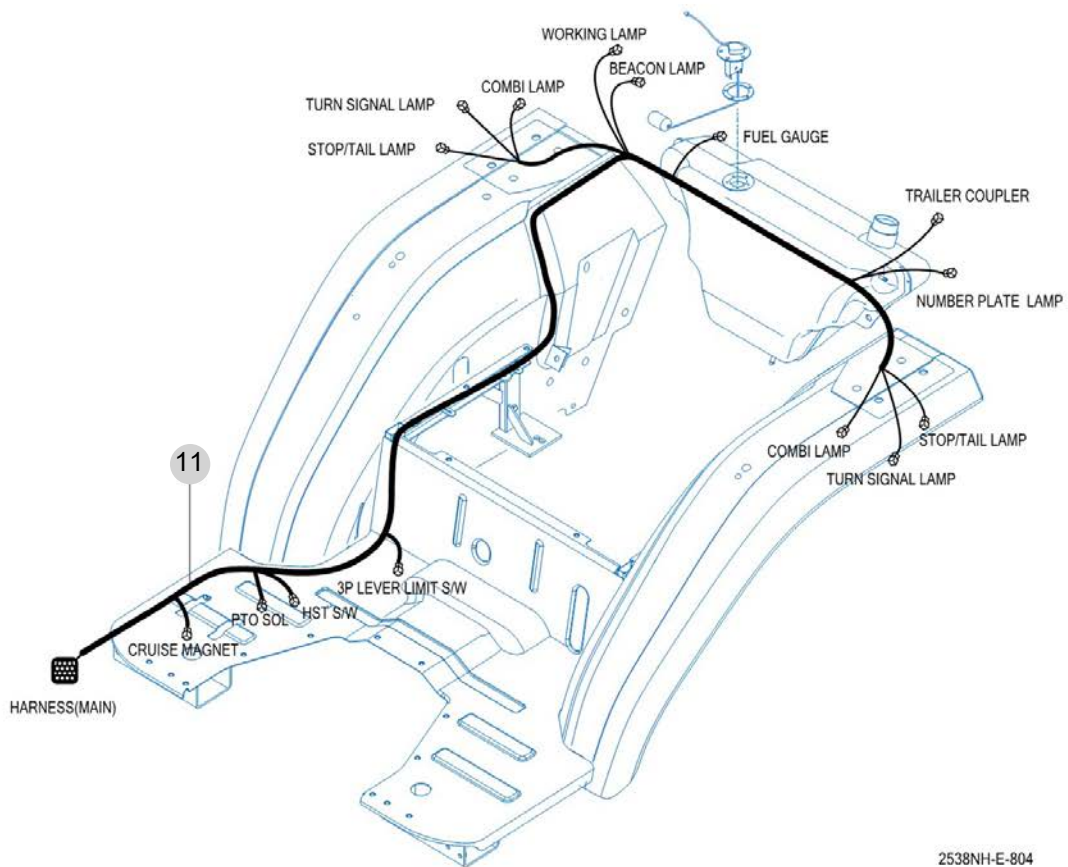 WORKING LAMP
BEACON LAMP
COMBI LAMP
TURN SIGNAL LAMP
STOP/TAIL LAMP
FUEL GAUGE
TRAILER COUPLER
NUMBER PLATE LAMP
COMBI LAMP
STOP/TAIL LAMP
TURN SIGNAL LAMP
11
3P LEVER LIMIT S/W
HST S/W
PTO SOL
CRUISE MAGNET
HARNESS(MAIN)
2538NH-E-804